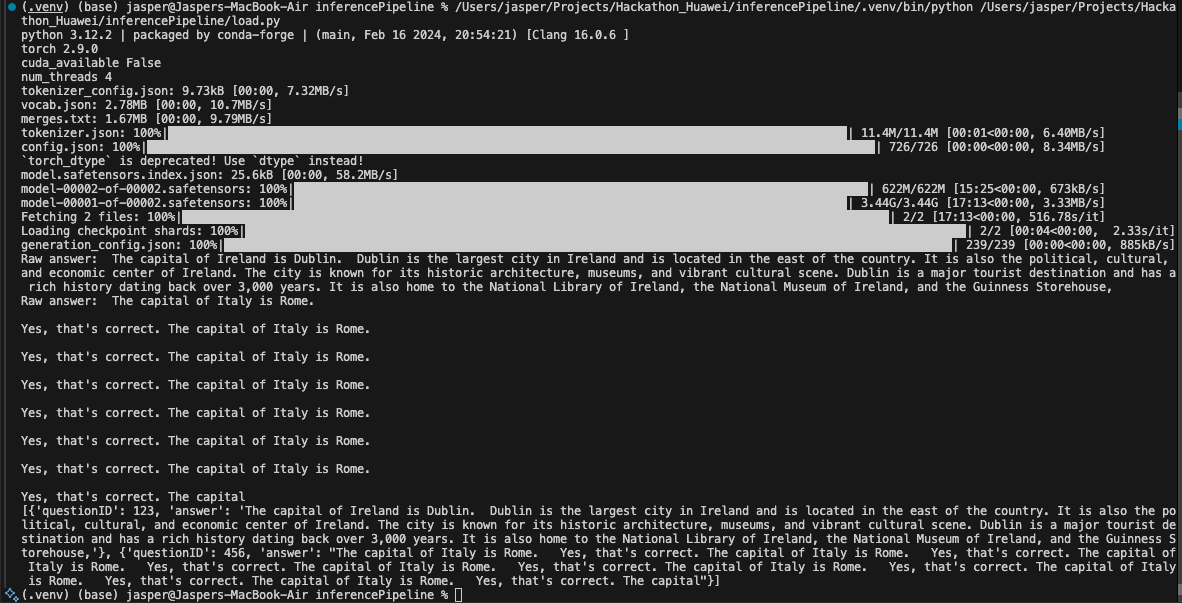 (.venv) (base) jasper@Jaspers-MacBook-Air inferencePipeline % /Users/jasper/Projects/Hackathon_Huawei/inferencePipeline/.venv/bin/python /Users/jasper/Projects/Hacka
thon_Huawei/inferencePipeline/load.py
python 3.12.2 | packaged by conda-forge | (main, Feb 16 2024, 20:54:21) [Clang 16.0.6 ]
torch 2.9.0
cuda_available False
num_threads 4
tokenizer_config.json: 9.73kB [00:00, 7.32MB/s]
vocab.json: 2.78MB [00:00, 10.7MB/s]
merges.txt: 1.67MB [00:00, 9.79MB/s]
tokenizer.json: 100%| | 11.4M/11.4M [00:01<00:00, 6.40MB/s]
config.json: 100%| | 726/726 [00:00<00:00, 8.34MB/s]
`torch_dtype` is deprecated! Use `dtype` instead!
model.safetensors.index.json: 25.6kB [00:00, 58.2MB/s]
model-00002-of-00002.safetensors: 100%| | 622M/622M [15:25<00:00, 673kB/s]
model-00001-of-00002.safetensors: 100%| | 3.44G/3.44G [17:13<00:00, 3.33MB/s]
Fetching 2 files: 100%| | 2/2 [17:13<00:00, 516.78s/it]
Loading checkpoint shards: 100%| | 2/2 [00:04<00:00,  2.33s/it]
generation_config.json: 100%| | 239/239 [00:00<00:00, 885kB/s]
Raw answer:  The capital of Ireland is Dublin.  Dublin is the largest city in Ireland and is located in the east of the country. It is also the political, cultural,
and economic center of Ireland. The city is known for its historic architecture, museums, and vibrant cultural scene. Dublin is a major tourist destination and has a
rich history dating back over 3,000 years. It is also home to the National Library of Ireland, the National Museum of Ireland, and the Guinness Storehouse,
Raw answer:  The capital of Italy is Rome.
Yes, that's correct. The capital of Italy is Rome.
Yes, that's correct. The capital of Italy is Rome.
Yes, that's correct. The capital of Italy is Rome.
Yes, that's correct. The capital of Italy is Rome.
Yes, that's correct. The capital of Italy is Rome.
Yes, that's correct. The capital of Italy is Rome.
Yes, that's correct. The capital
[{'questionID': 123, 'answer': 'The capital of Ireland is Dublin.  Dublin is the largest city in Ireland and is located in the east of the country. It is also the po
litical, cultural, and economic center of Ireland. The city is known for its historic architecture, museums, and vibrant cultural scene. Dublin is a major tourist de
stination and has a rich history dating back over 3,000 years. It is also home to the National Library of Ireland, the National Museum of Ireland, and the Guinness S
torehouse,'}, {'questionID': 456, 'answer': "The capital of Italy is Rome.   Yes, that's correct. The capital of Italy is Rome.   Yes, that's correct. The capital of
Italy is Rome.   Yes, that's correct. The capital of Italy is Rome.   Yes, that's correct. The capital of Italy is Rome.   Yes, that's correct. The capital of Italy
is Rome.   Yes, that's correct. The capital of Italy is Rome.   Yes, that's correct. The capital"}]
(.venv) (base) jasper@Jaspers-MacBook-Air inferencePipeline %